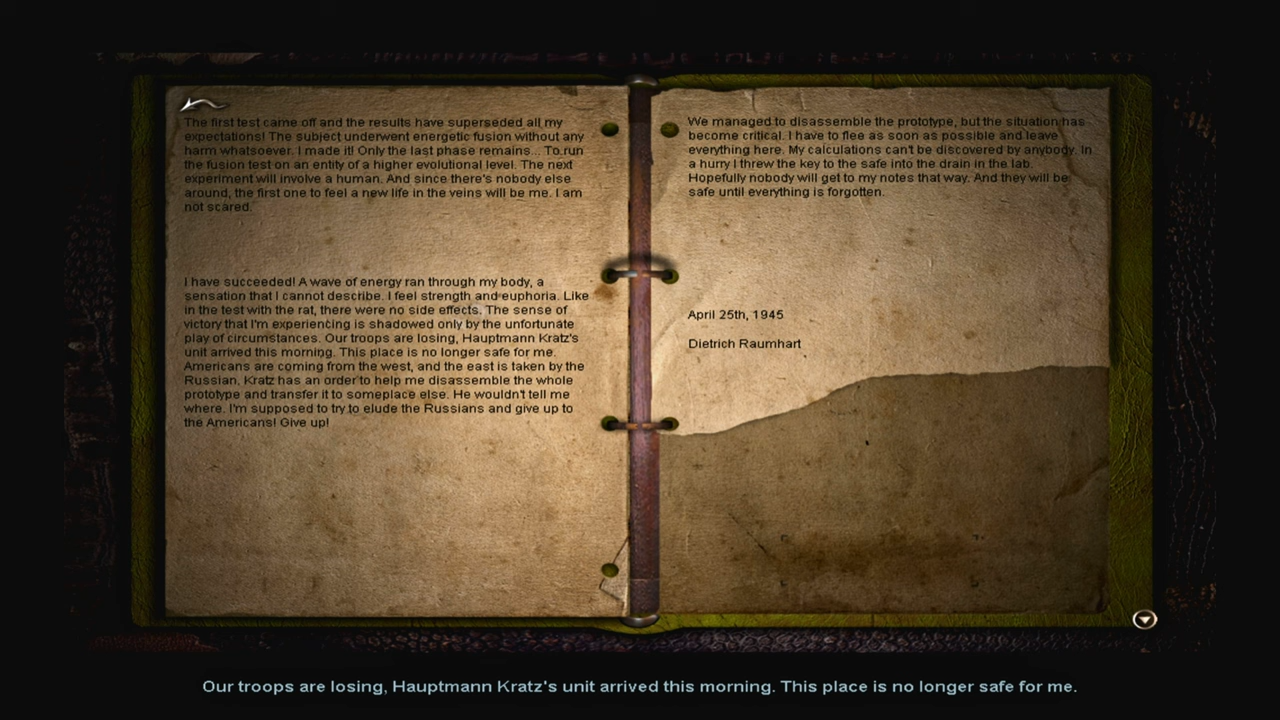 The first test came off and the results have superseded all my
expectations! The subject underwent energetic fusion without any
harm whatsoever. I made it! Only the last phase remains... To run
the fusion test on an entity of a higher evolutional level. The next
experiment will involve a human. And since there's nobody else
around, the first one to feel a new life in the veins will be me. I am
not scared.
I have succeeded! A wave of energy ran through my body, a
sensation that I cannot describe. I feel strength and euphoria. Like
in the test with the rat, there were no side effects. The sense of
victory that I'm experiencing is shadowed only by the unfortunate
play of circumstances. Our troops are losing, Hauptmann Kratz's
unit arrived this morning. This place is no longer safe for me.
Americans are coming from the west, and the east is taken by the
Russian. Kratz has an order to help me disassemble the whole
prototype and transfer it to someplace else. He wouldn't tell me
where. I'm supposed to try to elude the Russians and give up to
the Americans! Give up!
We managed to disassemble the prototype, but the situation has
become critical. I have to flee as soon as possible and leave
everything here. My calculations can't be discovered by anybody. In
a hurry I threw the key to the safe into the drain in the lab.
Hopefully nobody will get to my notes that way. And they will be
safe until everything is forgotten.
April 25th, 1945
Dietrich Raumhart
Our troops are losing, Hauptmann Kratz's unit arrived this morning. This place is no longer safe for me.